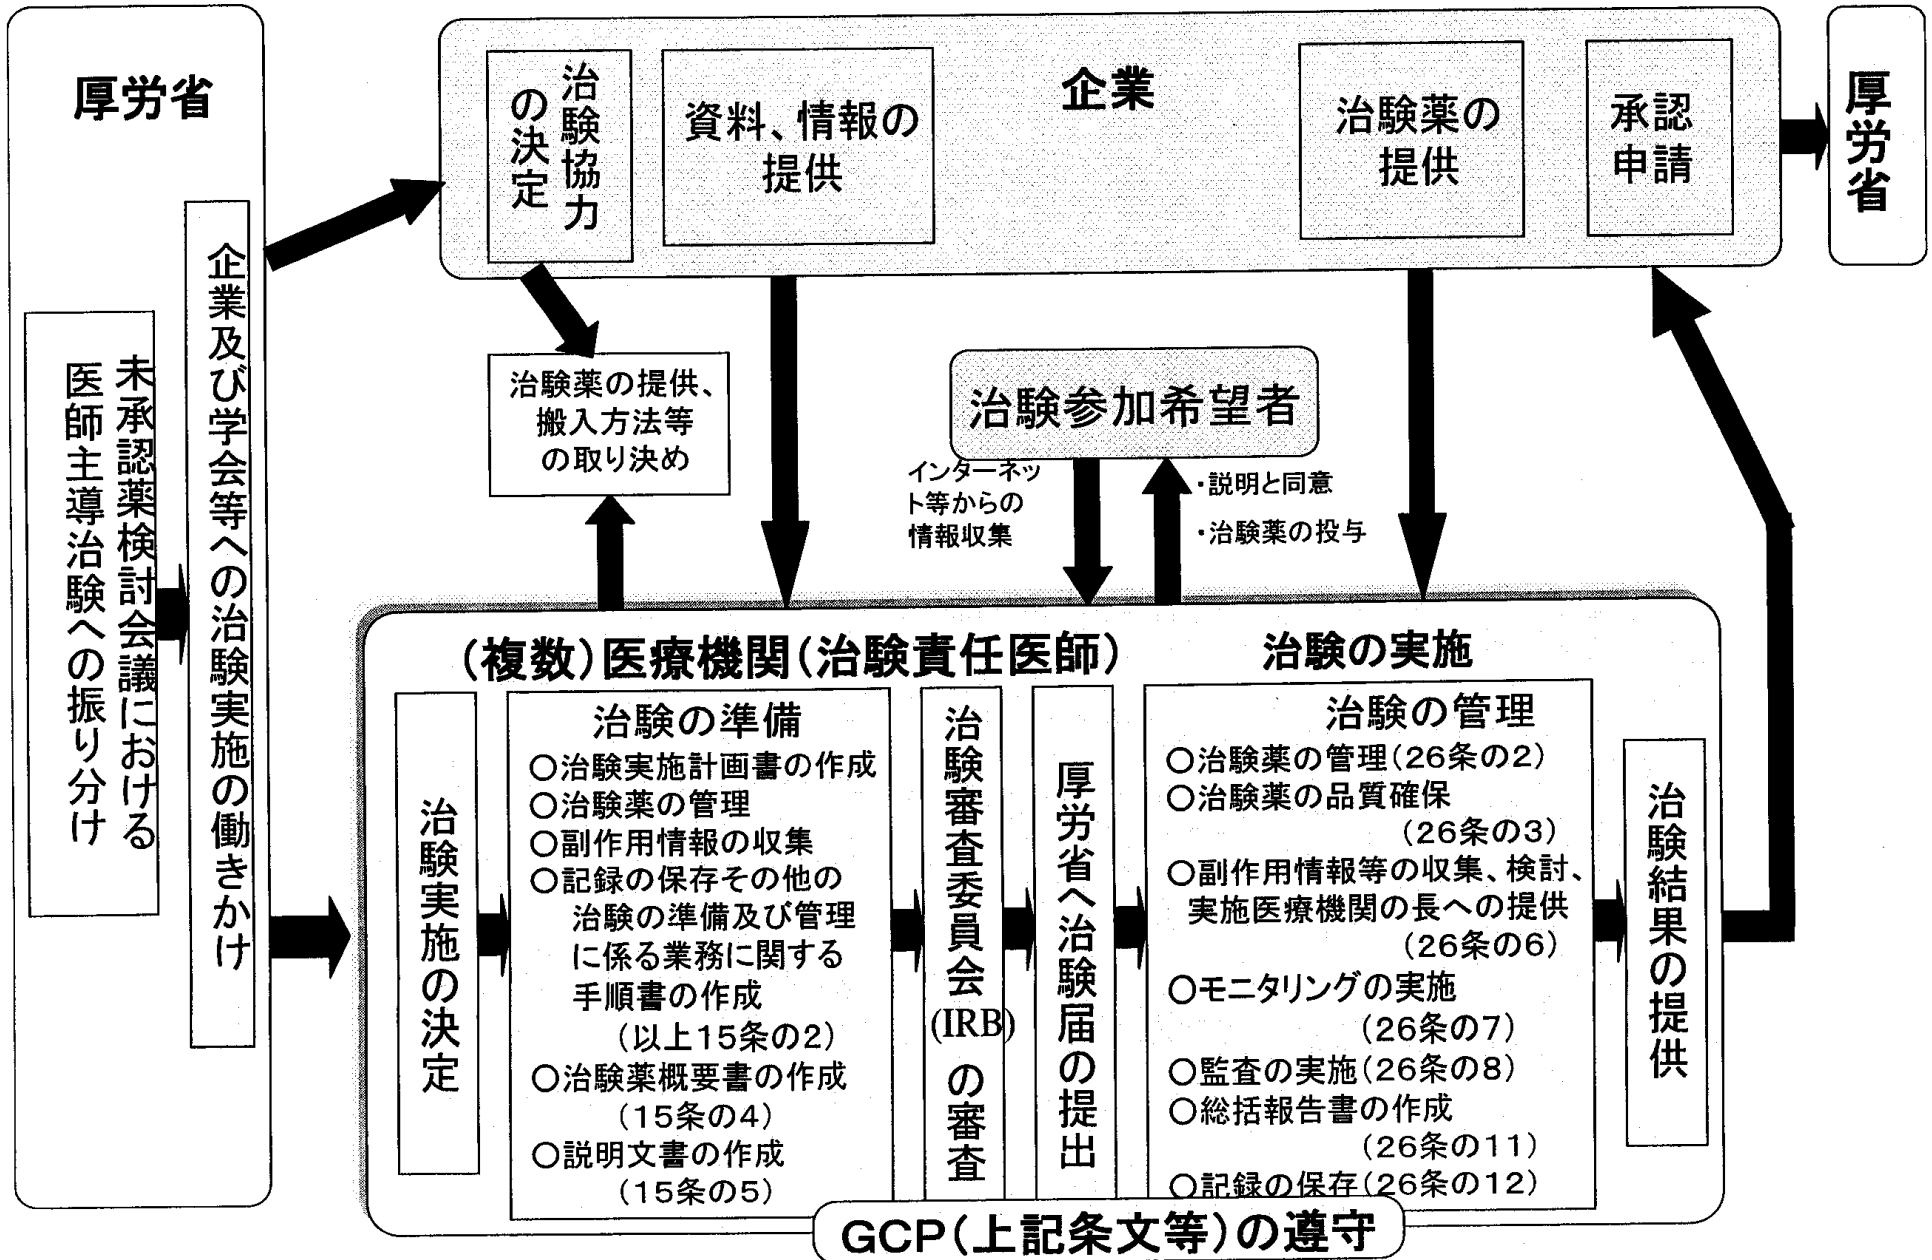 厚労省
未承認薬検討会議における
医師主導治験への振り分け
企業及び学会等への治験実施の働きかけ
企業
治験協力
の決定
資料、情報の
提供
治験薬の
提供
承認
申請
厚労省
治験薬の提供、
搬入方法等
の取り決め
治験参加希望者
インターネッ
ト等からの
情報収集
・説明と同意
・治験薬の投与
(複数)医療機関(治験責任医師)
治験の実施
治験実施の決定
治験の準備
○治験実施計画書の作成
○治験薬の管理
○副作用情報の収集
○記録の保存その他の
治験の準備及び管理
に係る業務に関する
手順書の作成
(以上15条の2)
○治験薬概要書の作成
(15条の4)
○説明文書の作成
(15条の5)
治験審査委員会(IRB)の審査
厚労省へ治験届の提出
治験の管理
○治験薬の管理(26条の2)
○治験薬の品質確保
(26条の3)
○副作用情報等の収集、検討、
実施医療機関の長への提供
(26条の6)
○モニタリングの実施
(26条の7)
○監査の実施(26条の8)
○総括報告書の作成
(26条の11)
○記録の保存(26条の12)
治験結果の提供
GCP(上記条文等)の遵守